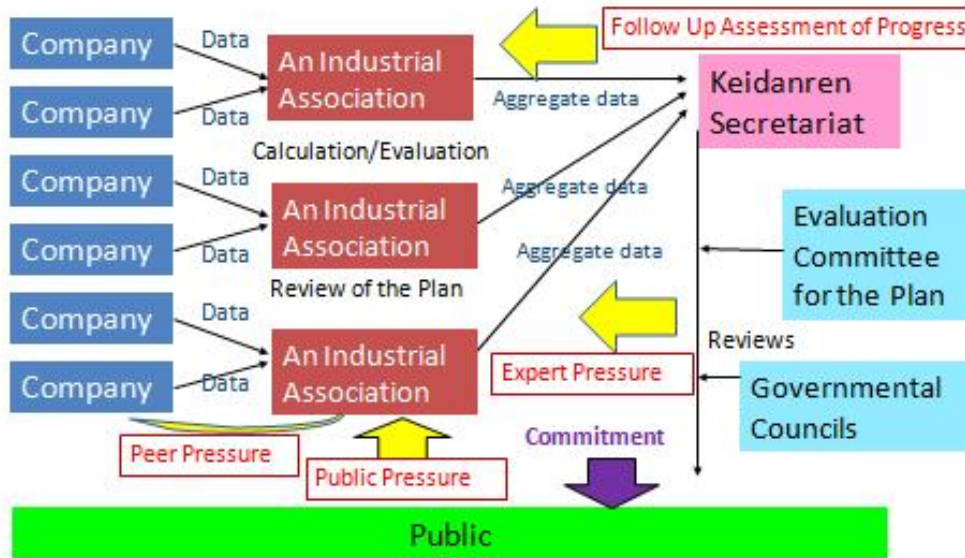 Company
Data
An Industrial
Association
Follow Up Assessment of Progress
Company
Data
Aggregate data
Keidanren
Secretariat
Calculation/Evaluation
Company
Data
An Industrial
Association
Aggregate data
Company
Data
Aggregate data
Evaluation
Committee
for the Plan
Review of the Plan
Company
Data
An Industrial
Association
Reviews
Company
Data
Expert Pressure
Governmental
Councils
Peer Pressure
Public Pressure
Commitment
Public